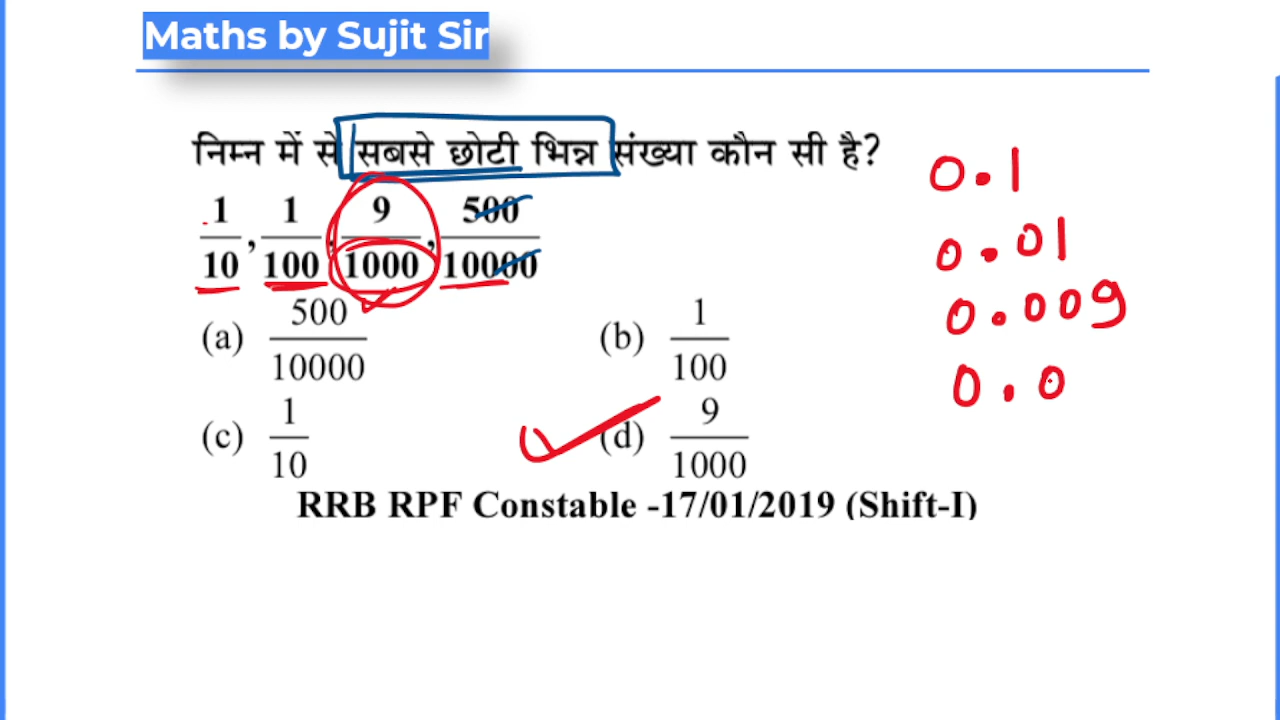 Maths by Sujit Sir
निम्न में से सबसे छोटी भिन्न संख्या कौन सी है?
1/10, 1/100, 9/1000, 500/10000
(a) 500/10000 (b) 1/100
(c) 1/10 (d) 9/1000
RRB RPF Constable -17/01/2019 (Shift-I)
0.1
0.01
0.009
0.0